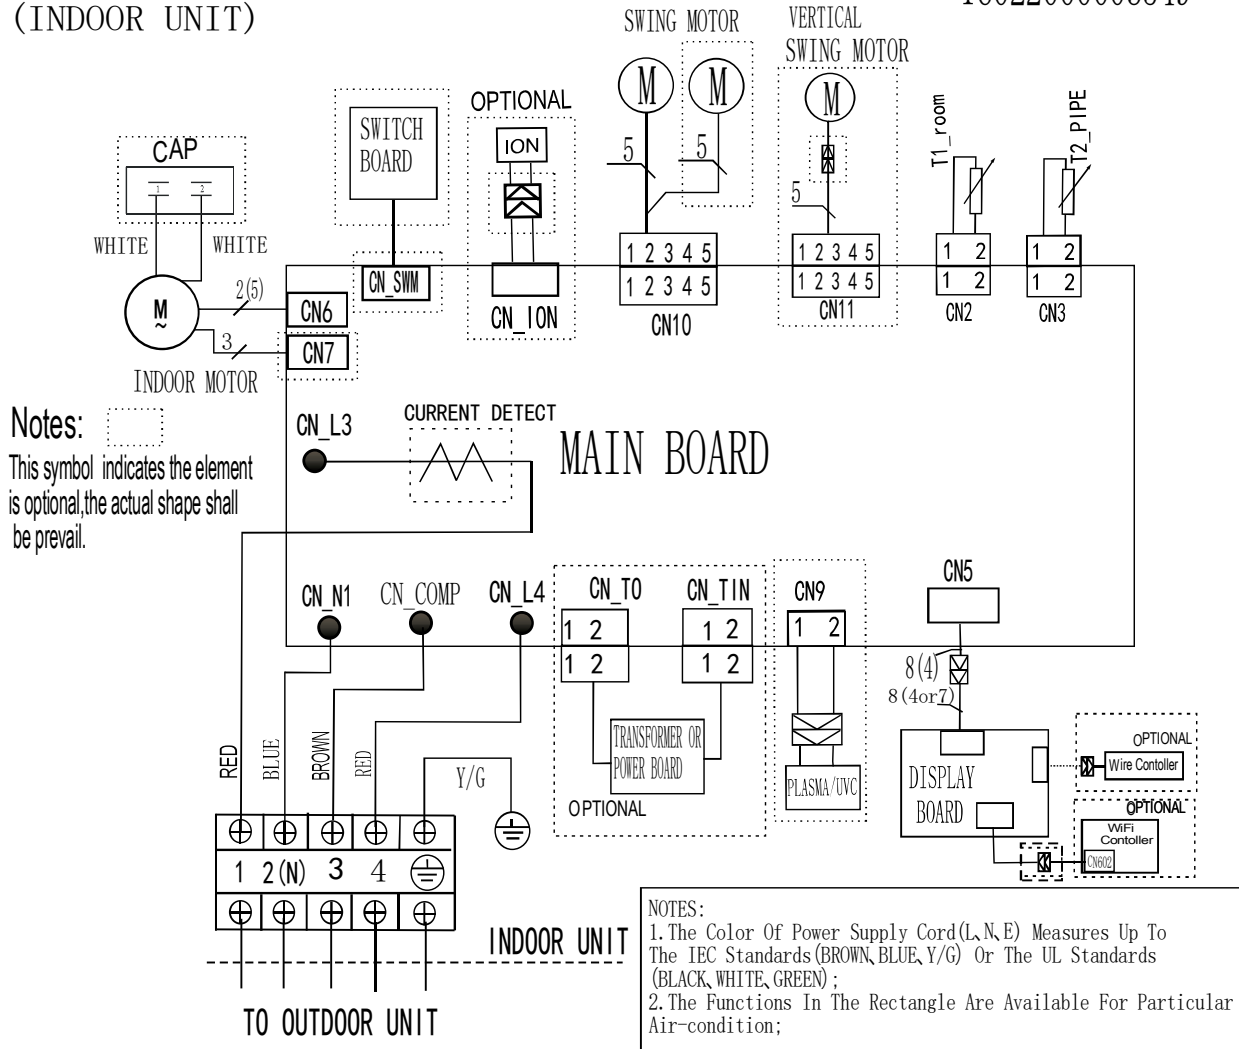 (INDOOR UNIT)
SWING MOTOR
VERTICAL
SWING MOTOR
M
M
M
OPTIONAL
ION
SWITCH
BOARD
CAP
1
2
WHITE
WHITE
5
5
5
T1_room
T2_PIPE
1 2 3 4 5
1 2 3 4 5
CN10
1 2 3 4 5
1 2 3 4 5
CN11
1 2
1 2
CN2
1 2
1 2
CN3
CN_SWM
CN_ION
M
~
2(5)
CN6
3
CN7
INDOOR MOTOR
Notes:
This symbol indicates the element
is optional,the actual shape shall
be prevail.
CN_L3
CURRENT DETECT
MAIN BOARD
CN_N1
CN_COMP
CN_L4
CN_TO
1 2
1 2
CN_TIN
1 2
1 2
CN9
1 2
CN5
8(4)
8(4or7)
TRANSFORMER OR
POWER BOARD
OPTIONAL
PLASMA/UVC
DISPLAY
BOARD
OPTIONAL
Wire Contoller
OPTIONAL
WiFi
Contoller
CN602
RED
BLUE
BROWN
RED
Y/G
1 2(N) 3 4
INDOOR UNIT
TO OUTDOOR UNIT
NOTES:
1.The Color Of Power Supply Cord(L、N、E) Measures Up To
The IEC Standards(BROWN、BLUE、Y/G) Or The UL Standards
(BLACK、WHITE、GREEN);
2.The Functions In The Rectangle Are Available For Particular
Air-condition;